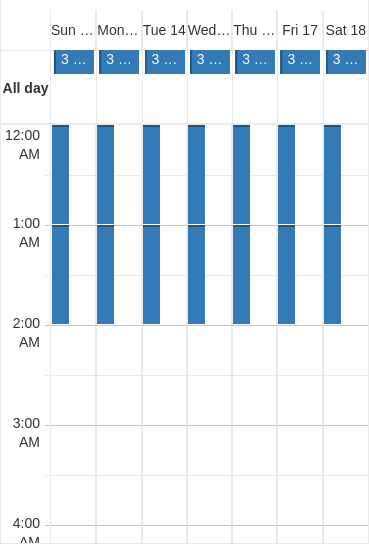 Sun ... Mon... Tue 14 Wed... Thu ... Fri 17 Sat 18
3 ... 3 ... 3 ... 3 ... 3 ... 3 ... 3 ...
All day
12:00
AM
1:00
AM
2:00
AM
3:00
AM
4:00
AM